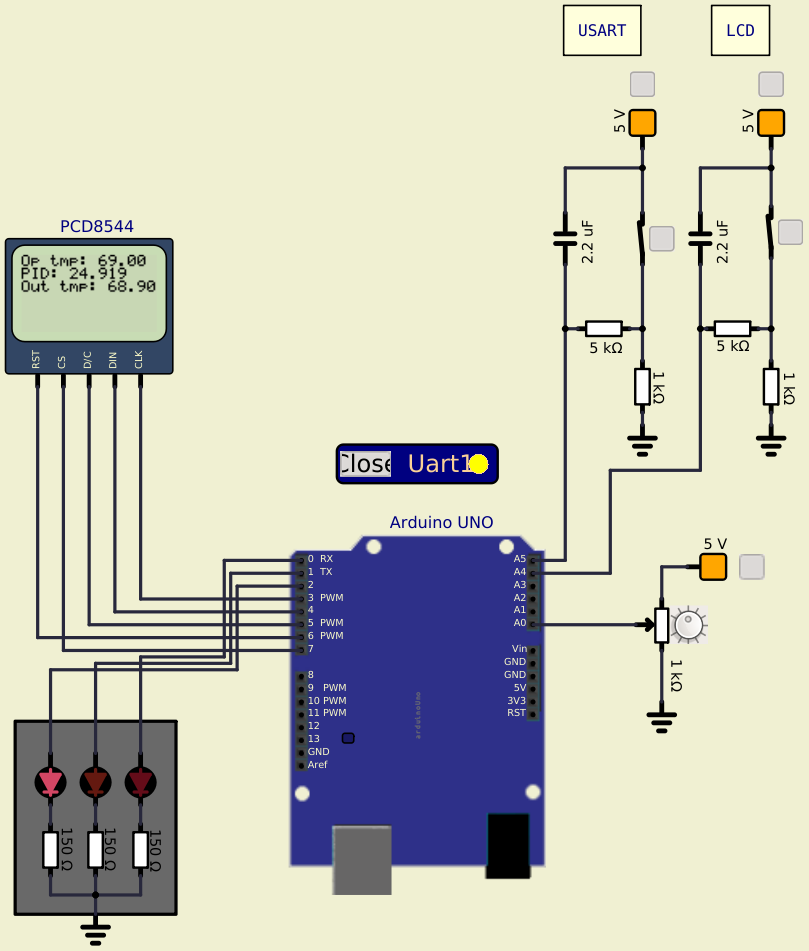 USART
LCD
5 V
5 V
PCD8544
Op tmp: 69.00
PID: 24.919
Out tmp: 68.90
RST
CS
D/C
DIN
CLK
2.2 uF
2.2 uF
5 kΩ
5 kΩ
1 kΩ
1 kΩ
Close
Uart1
Arduino UNO
0 RX
1 TX
2
3 PWM
4
5 PWM
6 PWM
7
8
9 PWM
10 PWM
11 PWM
12
13
GND
Aref
A5
A4
A3
A2
A1
A0
Vin
GND
GND
5V
3V3
RST
arduinoUno
5 V
1 kΩ
150 Ω
150 Ω
150 Ω